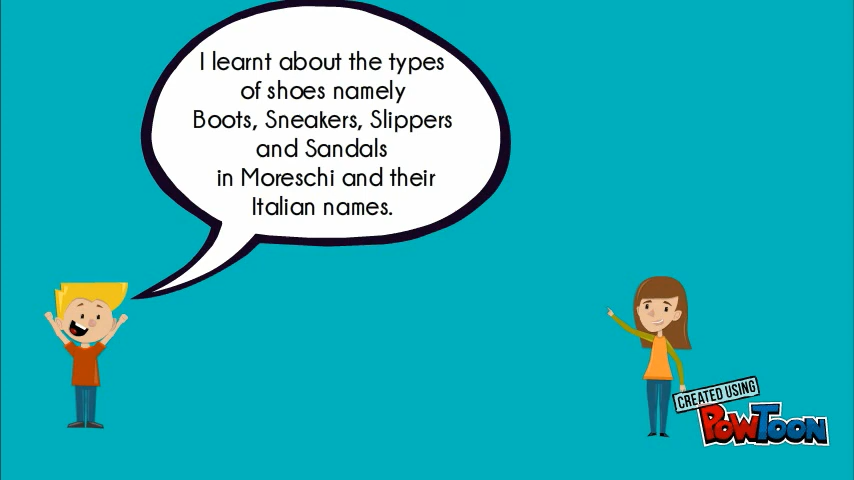 I learnt about the types
of shoes namely
Boots, Sneakers, Slippers
and Sandals
in Moreschi and their
Italian names.
CREATED USING
POWTOON